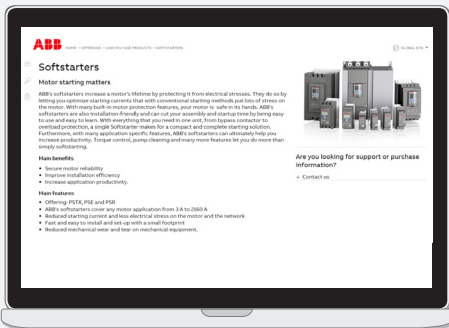 ABB
HOME › OFFERINGS › LOW VOLTAGE PRODUCTS › SOFTSTARTERS
GLOBAL SITE
Softstarters
Motor starting matters
ABB's softstarters increase a motor's lifetime by protecting it from electrical stresses. They do so by
letting you optimize starting currents that with conventional starting methods put lots of stress on
the motor. With many built-in motor protection features, your motor is safe in its hands. ABB's
softstarters are also installation-friendly and can cut your assembly and startup time by being easy
to use and easy to learn. With everything that you need in one unit, from bypass contactor to
overload protection, a single Softstarter makes for a compact and complete starting solution.
Furthermore, with many application-specific features, ABB's softstarters can ultimately help you
increase productivity. Torque control, pump cleaning and many more features let you do more than
simply softstarting.
Main benefits
• Secure motor reliability
• Improve installation efficiency
• Increase application productivity.
Main features
• Offering: PSTX, PSE and PSR
• ABB's softstarters cover any motor application from 3 A to 2160 A
• Reduced starting current and less electrical stress on the motor and the network
• Fast and easy to install and set-up with a small footprint
• Reduced mechanical wear and tear on mechanical equipment.
Are you looking for support or purchase
information?
+ Contact us